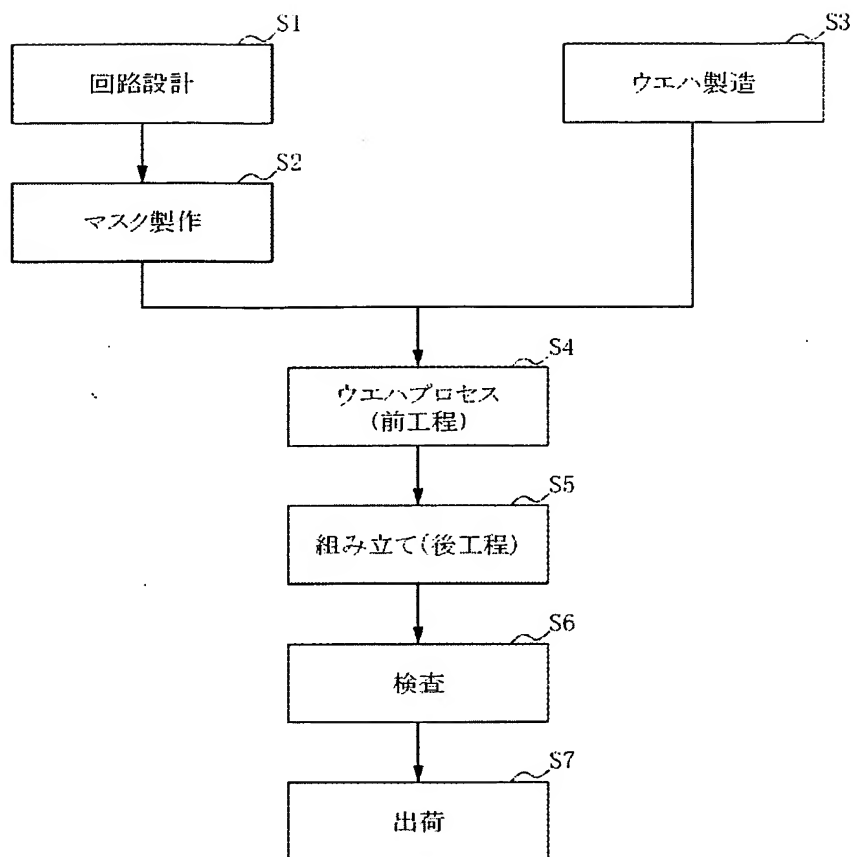 S1
回路設計
S3
ウエハ製造
S2
マスク製作
S4
ウエハプロセス
(前工程)
S5
組み立て(後工程)
S6
検査
S7
出荷